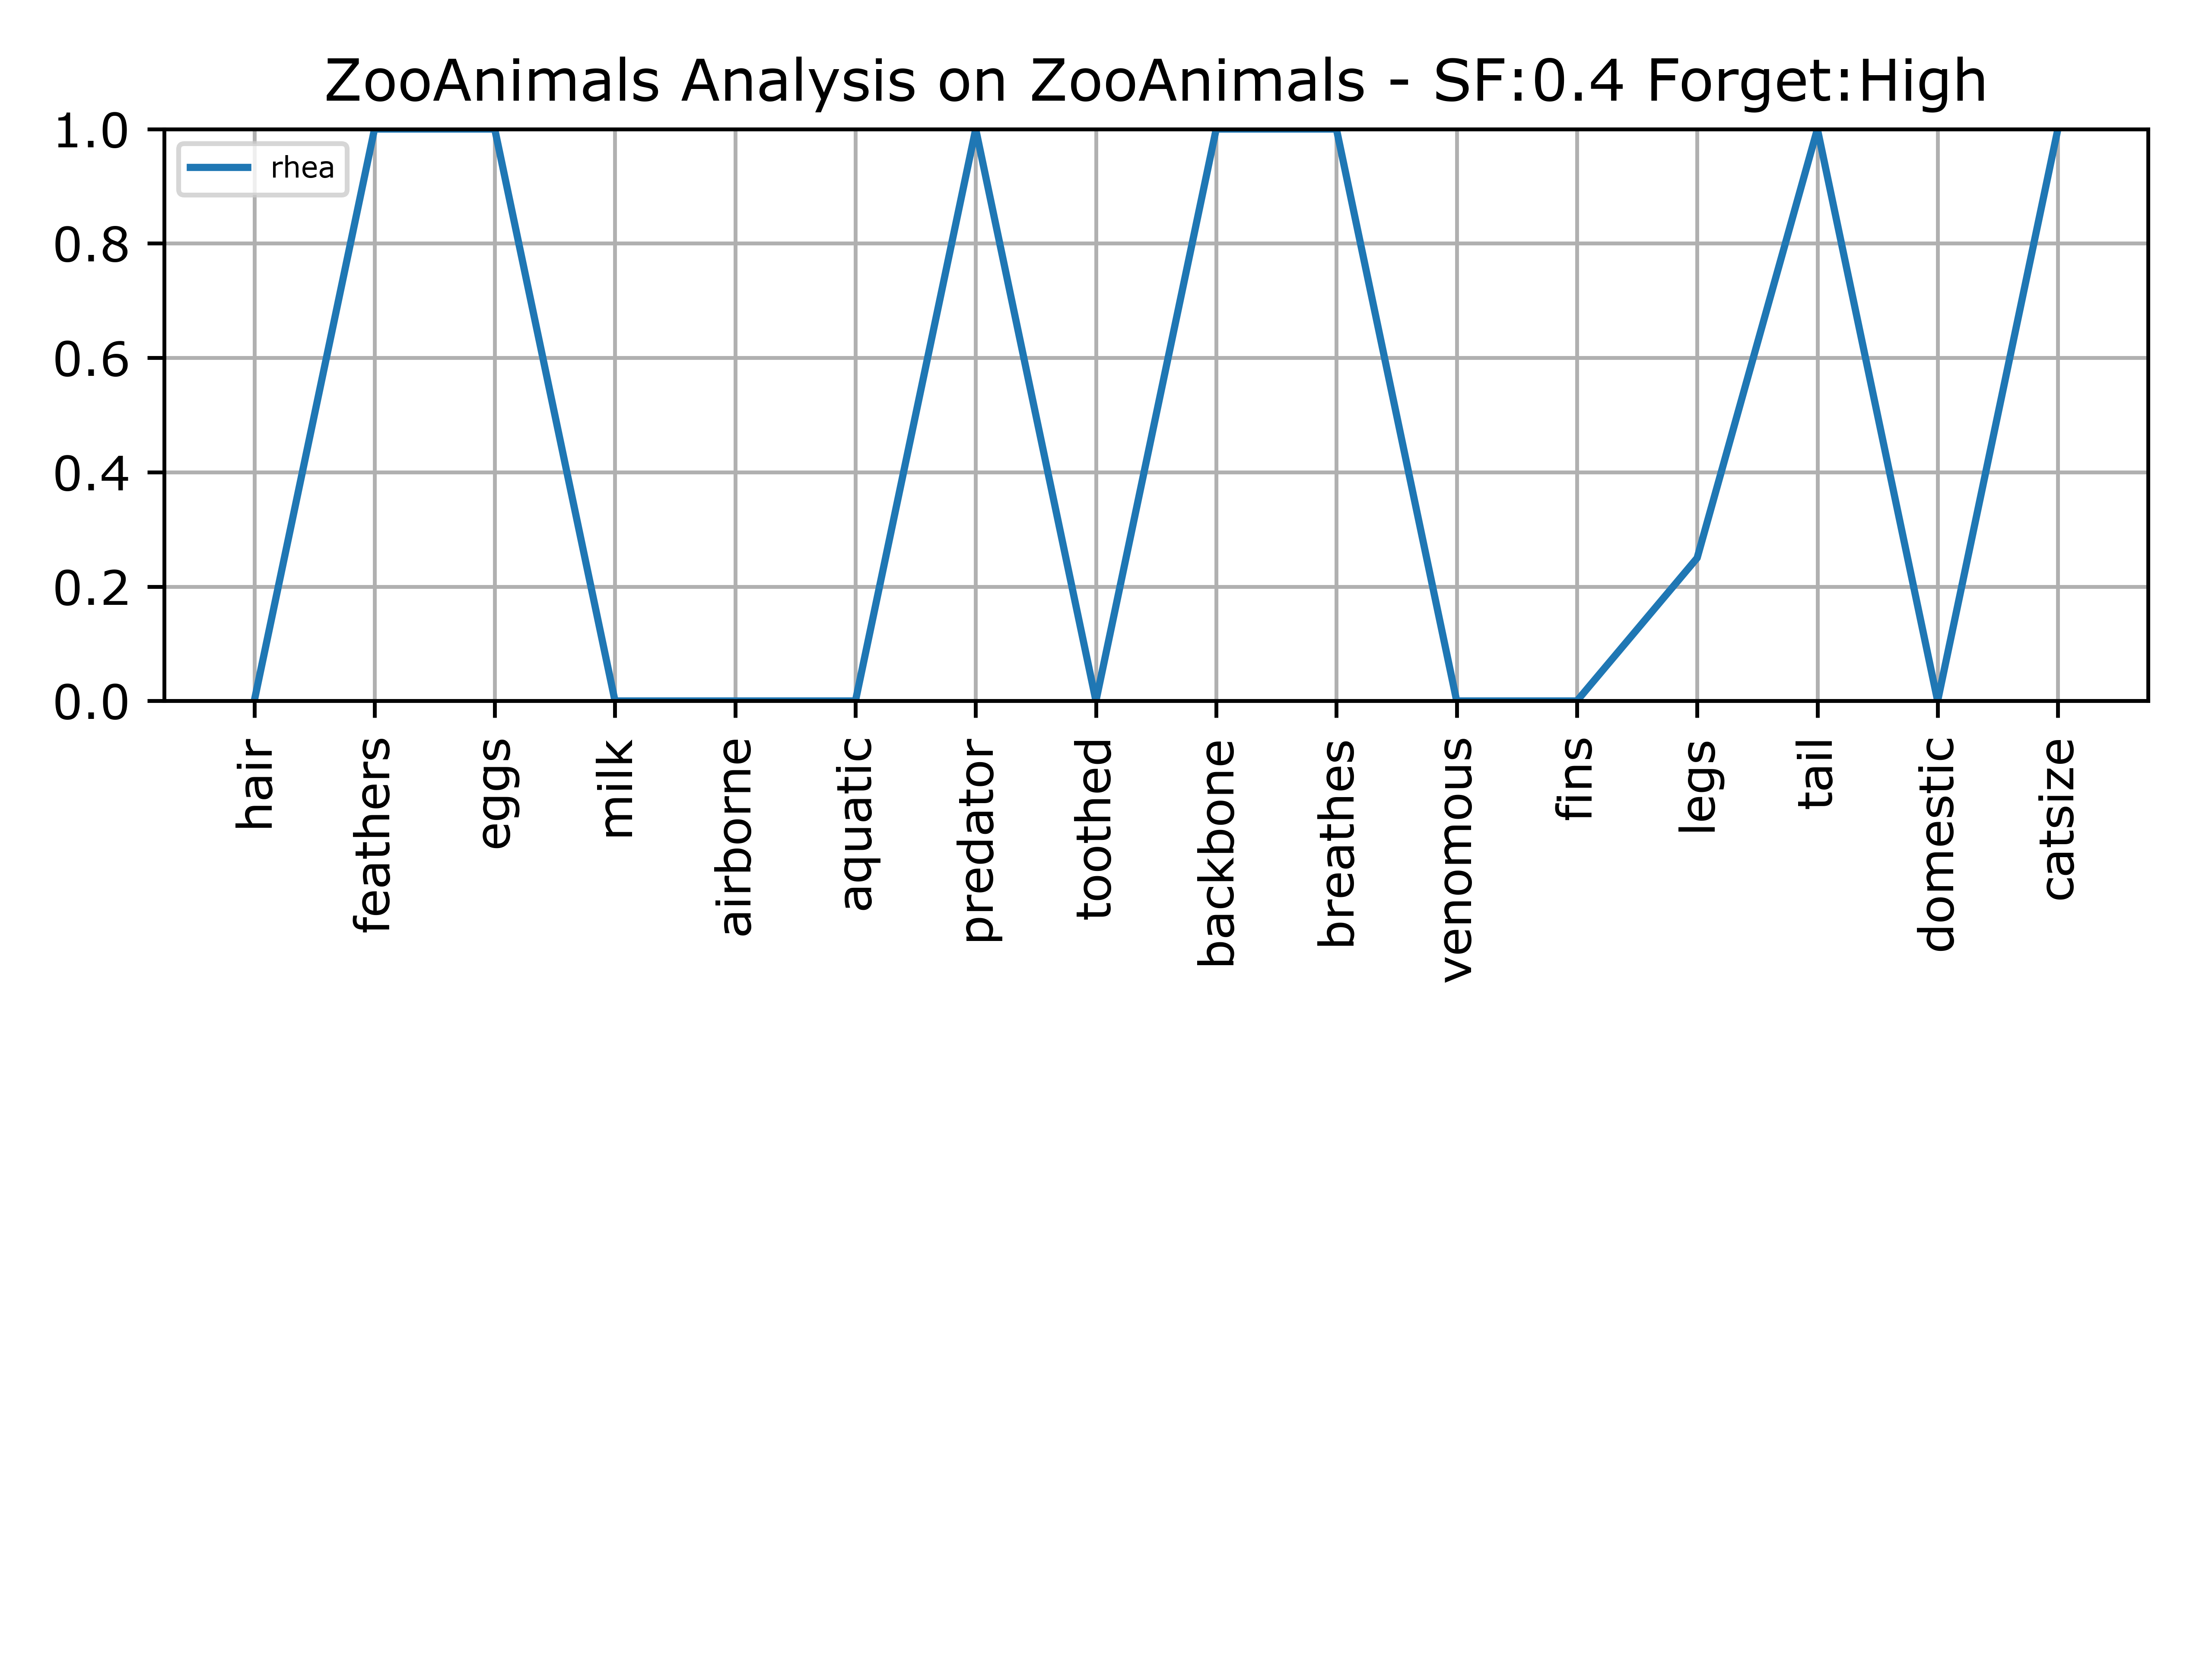 ZooAnimals Analysis on ZooAnimals - SF:0.4 Forget:High
1.0
rhea
0.8
0.6
0.4
0.2
0.0
hair
feathers
eggs
milk
airborne
aquatic
predator
toothed
backbone
breathes
venomous
fins
legs
tail
domestic
catsize